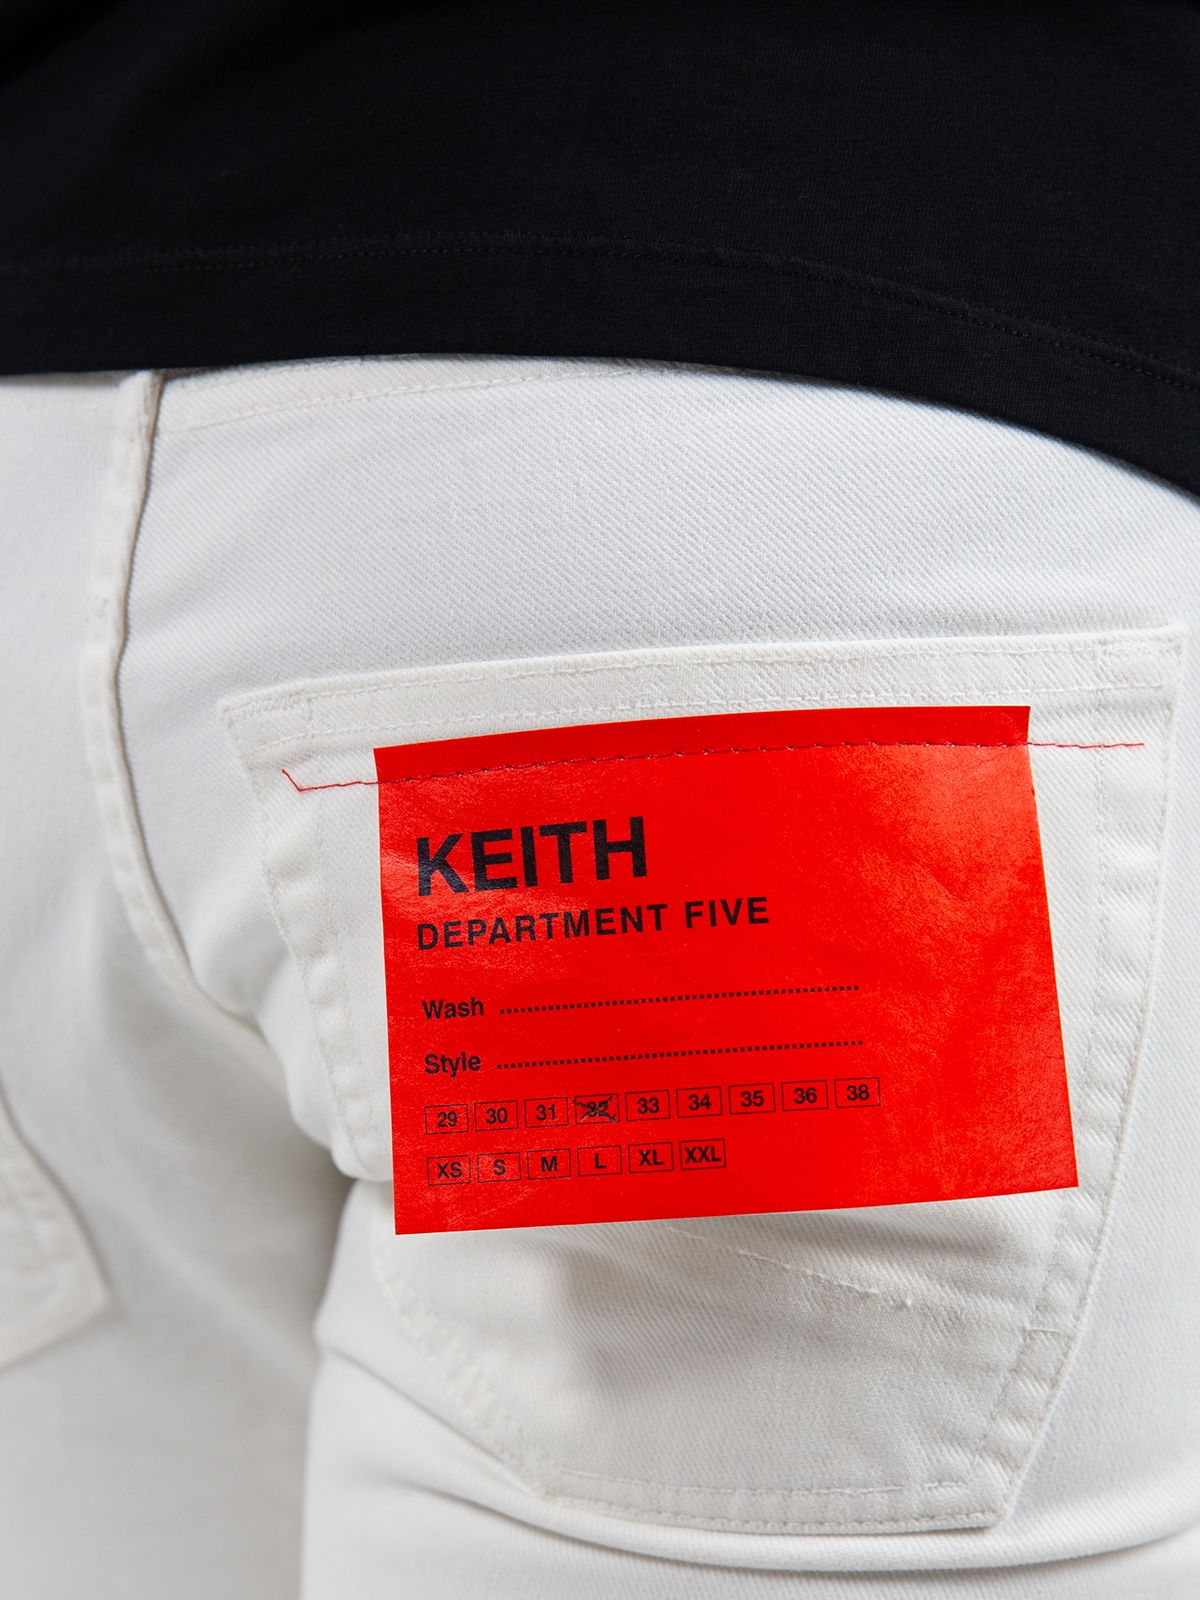 KEITH
DEPARTMENT FIVE
Wash ........................................
Style ........................................
29 30 31 32 33 34 35 36 38
XS S M L XL XXL